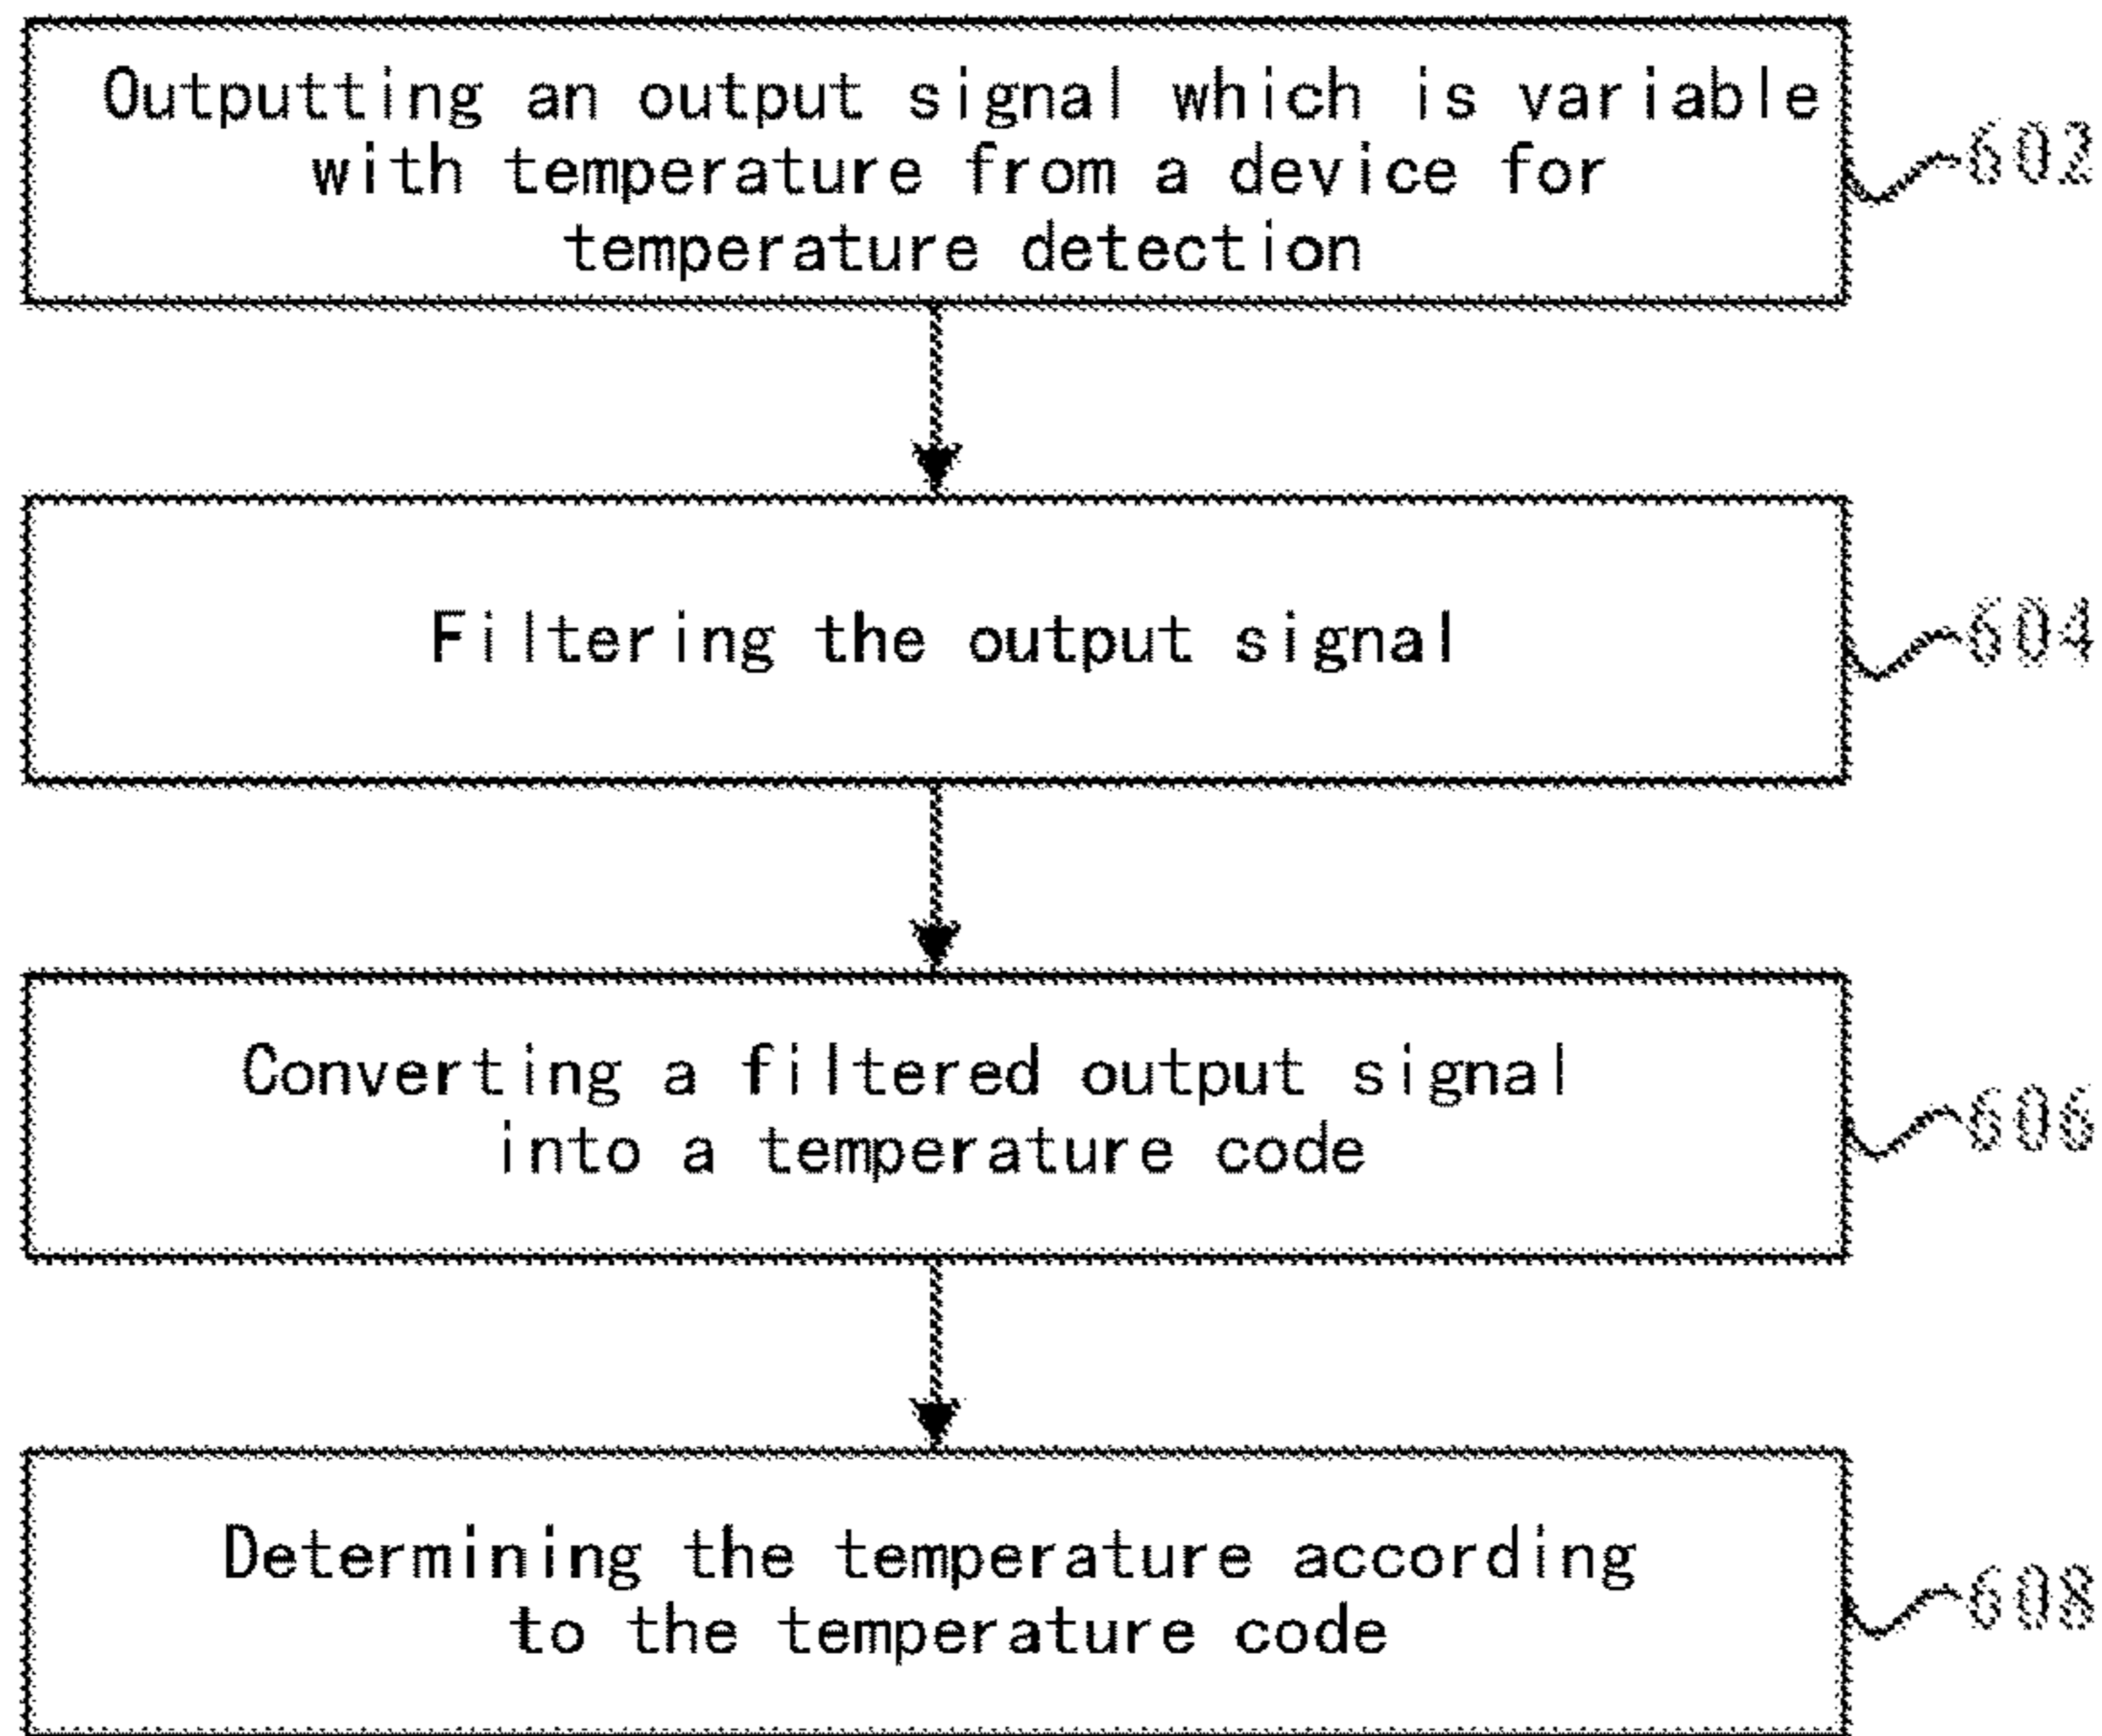 Outputting an output signal which is variable
with temperature from a device for
temperature detection
602
Filtering the output signal
604
Converting a filtered output signal
into a temperature code
606
Determining the temperature according
to the temperature code
608